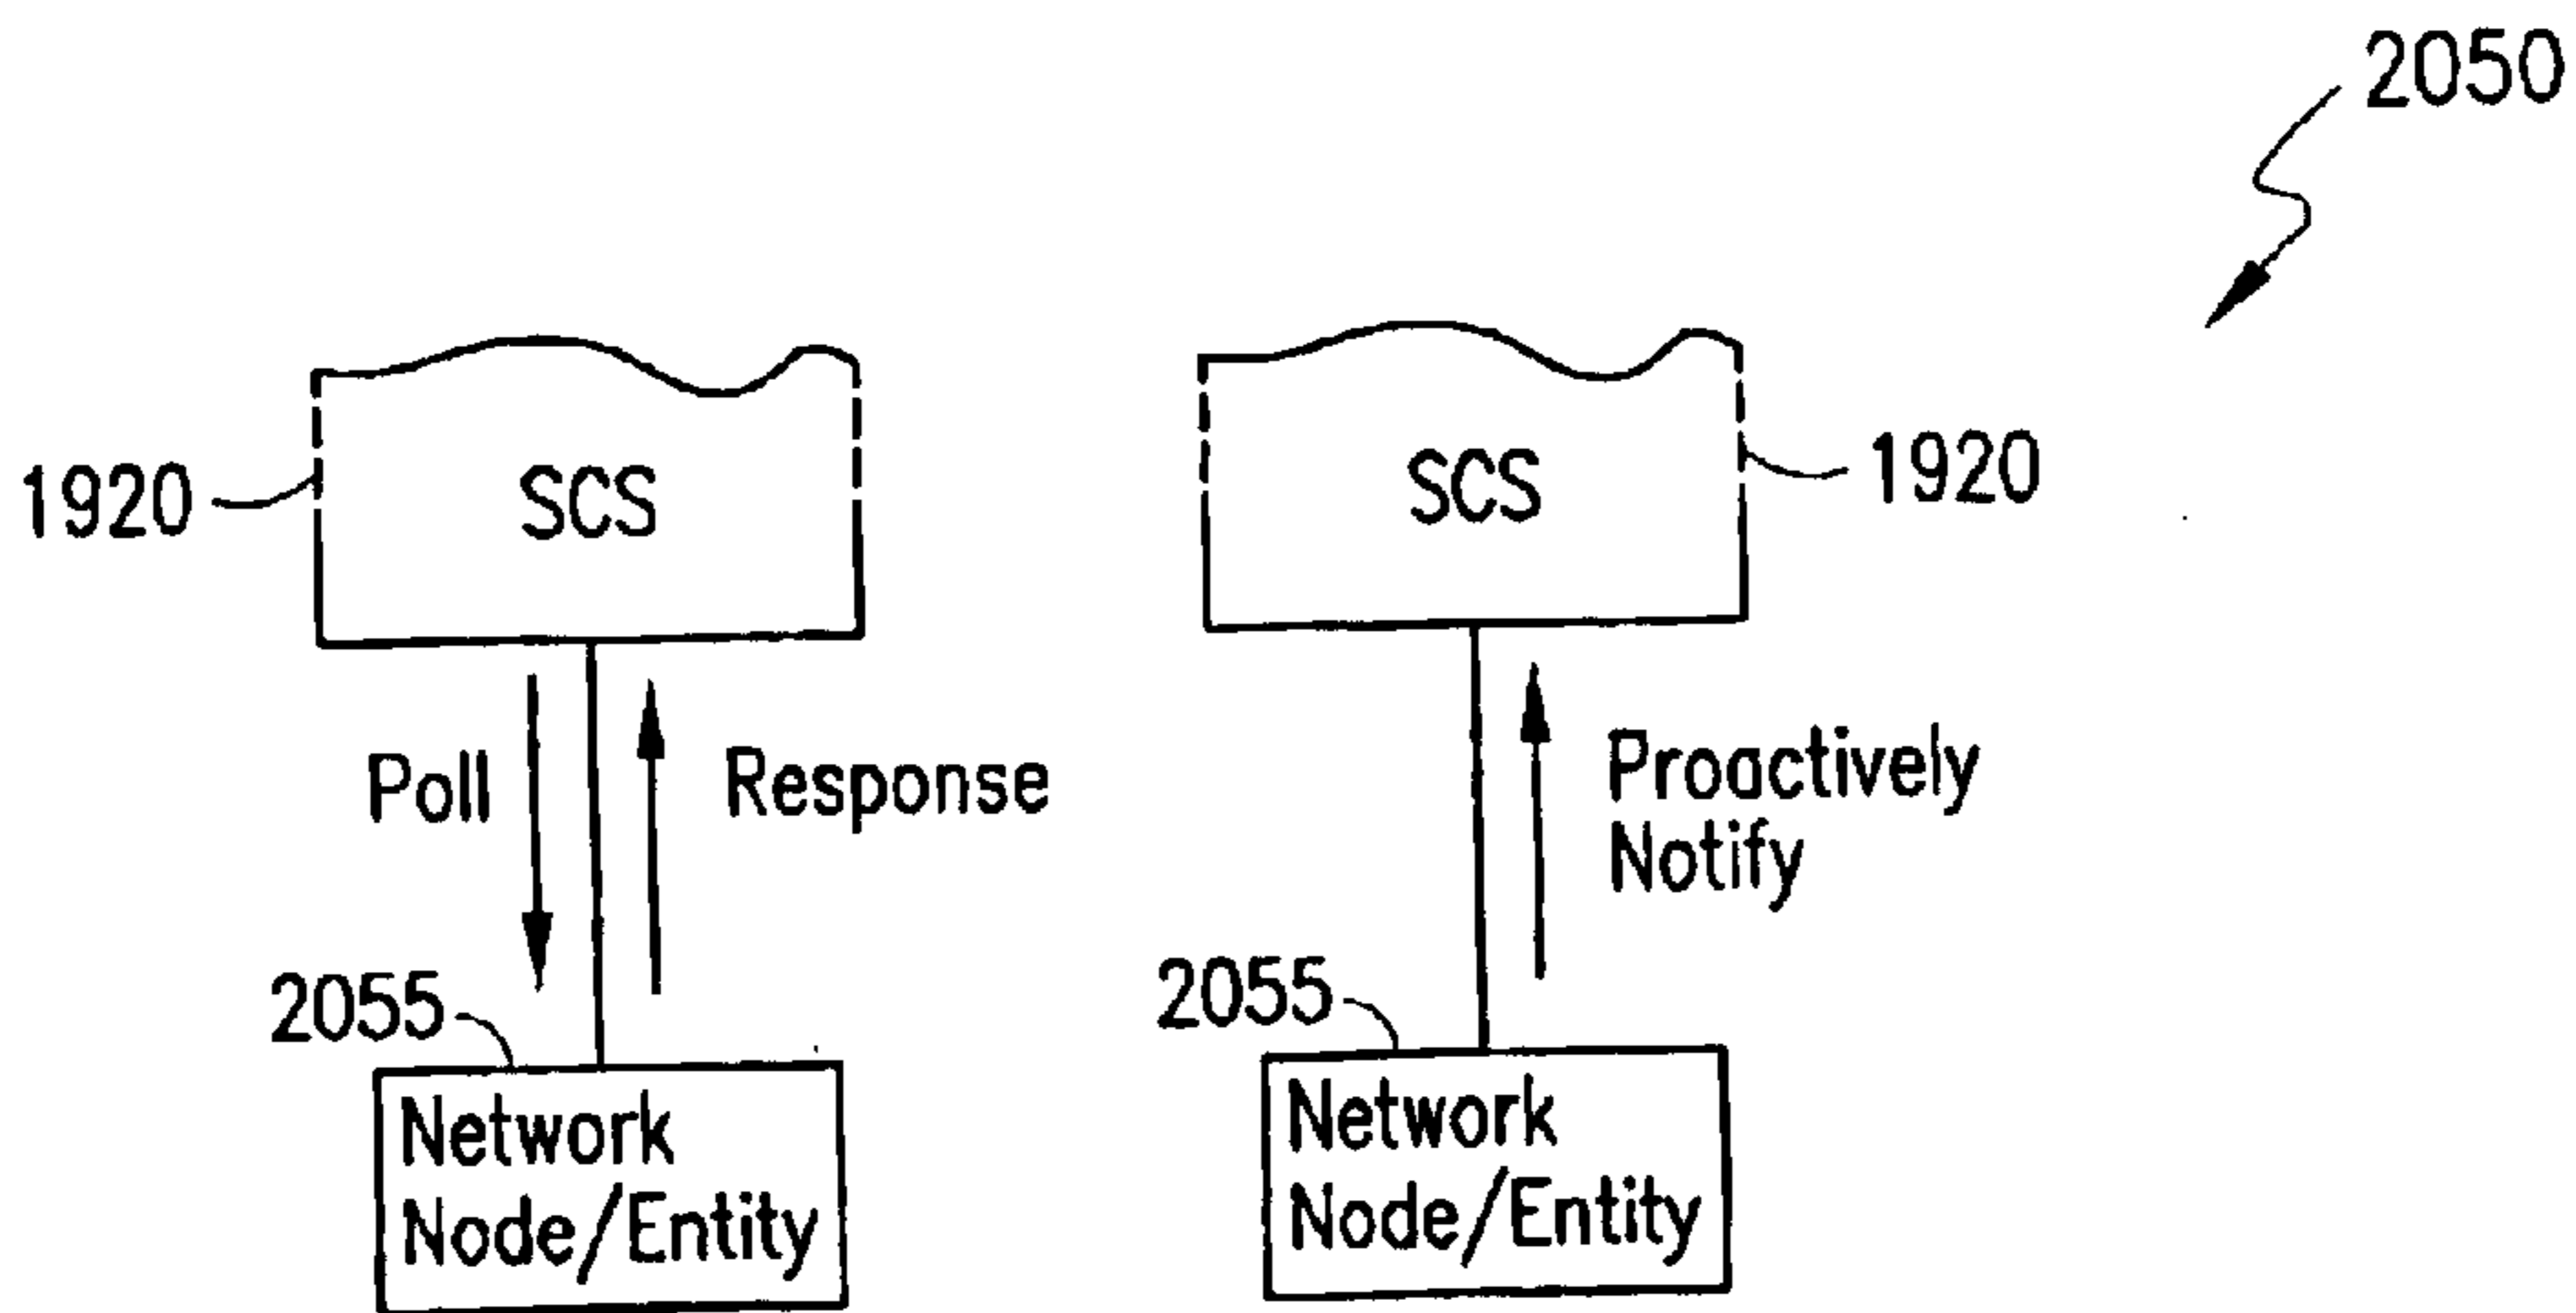 2050
1920
SCS
SCS
1920
Poll
Response
Proactively
Notify
2055
2055
Network
Node/Entity
Network
Node/Entity